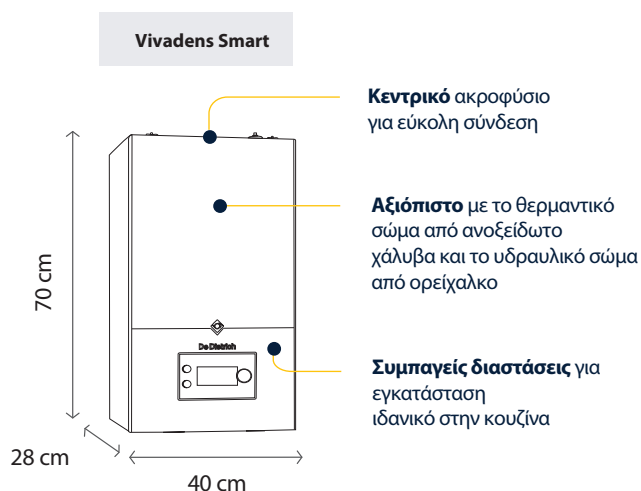 Vivadens Smart
Κεντρικό ακροφύσιο
για εύκολη σύνδεση
Αξιόπιστο με το θερμαντικό
σώμα από ανοξείδωτο
χάλυβα και το υδραυλικό σώμα
από ορείχαλκο
70 cm
De Dietrich
Συμπαγείς διαστάσεις για
εγκατάσταση
ιδανικό στην κουζίνα
28 cm
40 cm